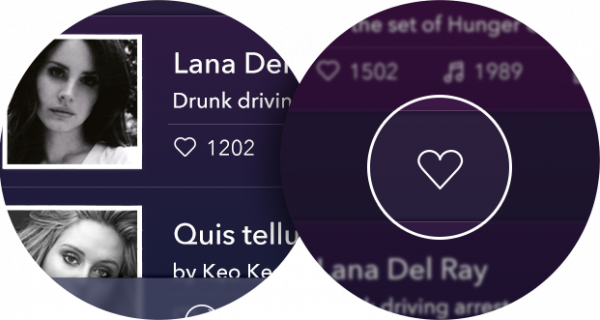 Lana Del
Drunk drivin
1202
Quis tellu
by Keo Ke
the set of Hunger
1502
1989
Lana Del Ray
driving arrest